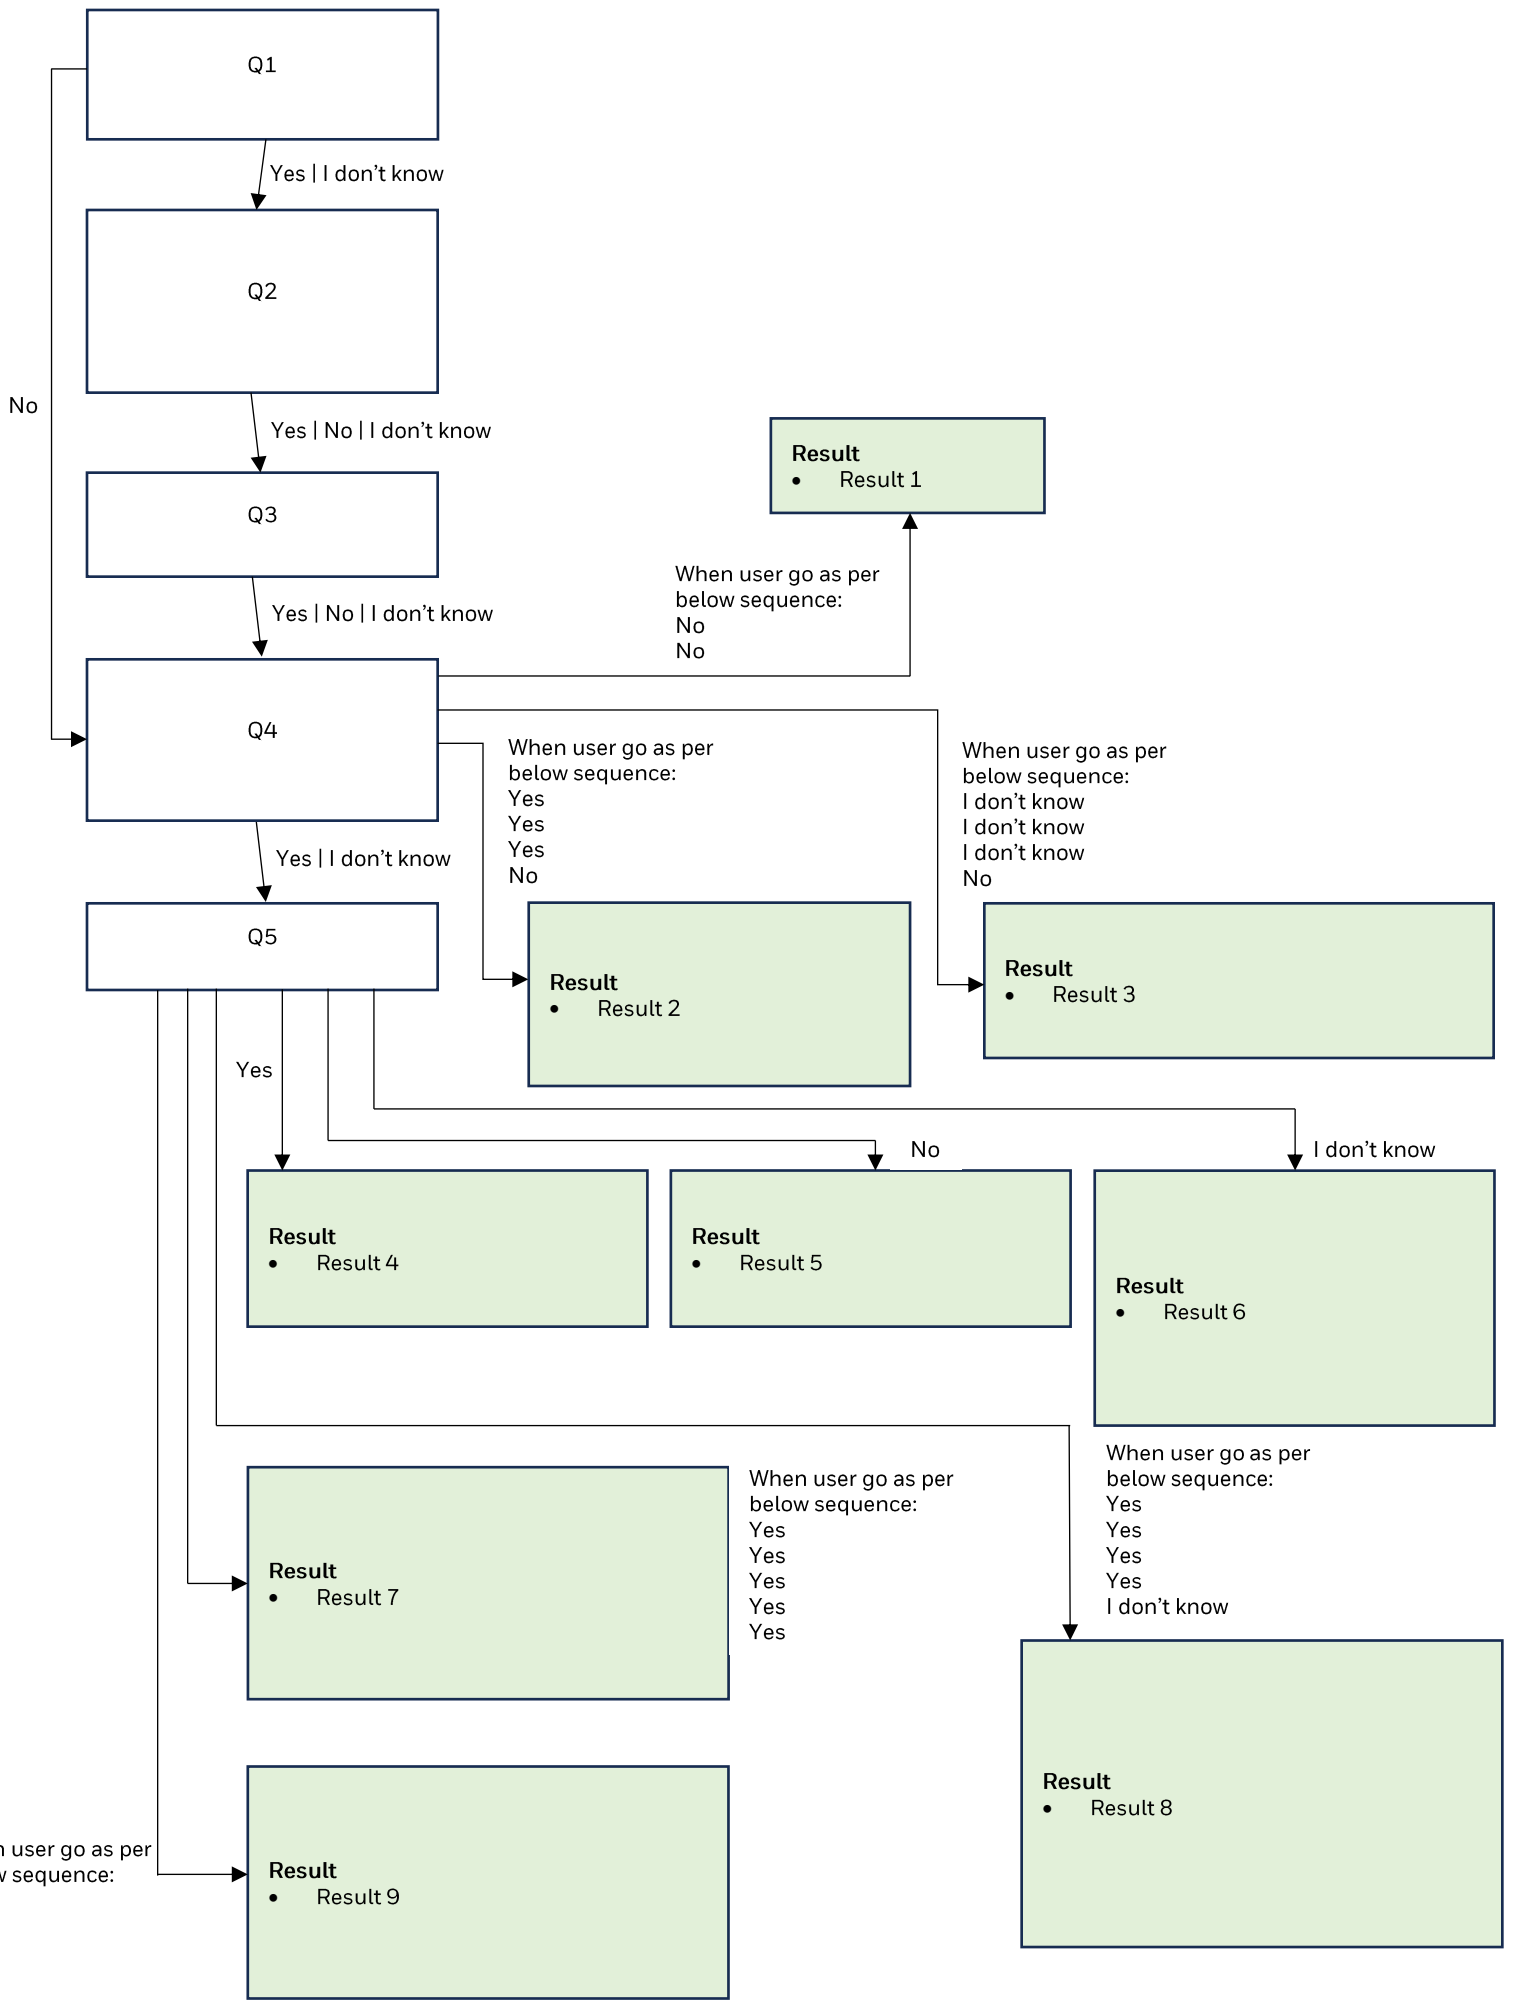 Q1
Yes | I don't know
Q2
No
Yes | No | I don't know
Result
• Result 1
Q3
When user go as per
below sequence:
No
No
Yes | No | I don't know
Q4
When user go as per
below sequence:
Yes
Yes
Yes
No
When user go as per
below sequence:
I don't know
I don't know
I don't know
No
Yes | I don't know
Q5
Result
• Result 2
Result
• Result 3
Yes
No
I don't know
Result
• Result 4
Result
• Result 5
Result
• Result 6
When user go as per
below sequence:
Yes
Yes
Yes
Yes
Yes
When user go as per
below sequence:
Yes
Yes
Yes
Yes
I don't know
Result
• Result 7
Result
• Result 8
user go as per
sequence:
Result
• Result 9